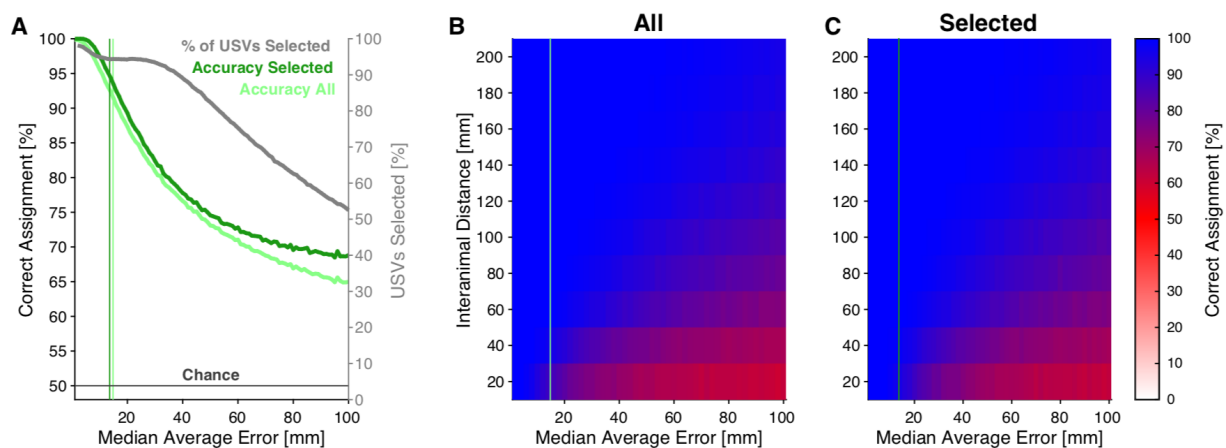 A
Correct Assignment [%]
100
95
90
85
80
75
70
65
60
55
50
% of USVs Selected
Accuracy Selected
Accuracy All
Chance
100
90
80
70
60
50
40
30
20
10
0
USVs Selected [%]
20 40 60 80 100
Median Average Error [mm]
B
All
Interanimal Distance [mm]
200
180
160
140
120
100
80
60
40
20
20 40 60 80 100
Median Average Error [mm]
C
Selected
200
180
160
140
120
100
80
60
40
20
20 40 60 80 100
Median Average Error [mm]
100
90
80
70
60
50
40
30
20
10
0
Correct Assignment [%]